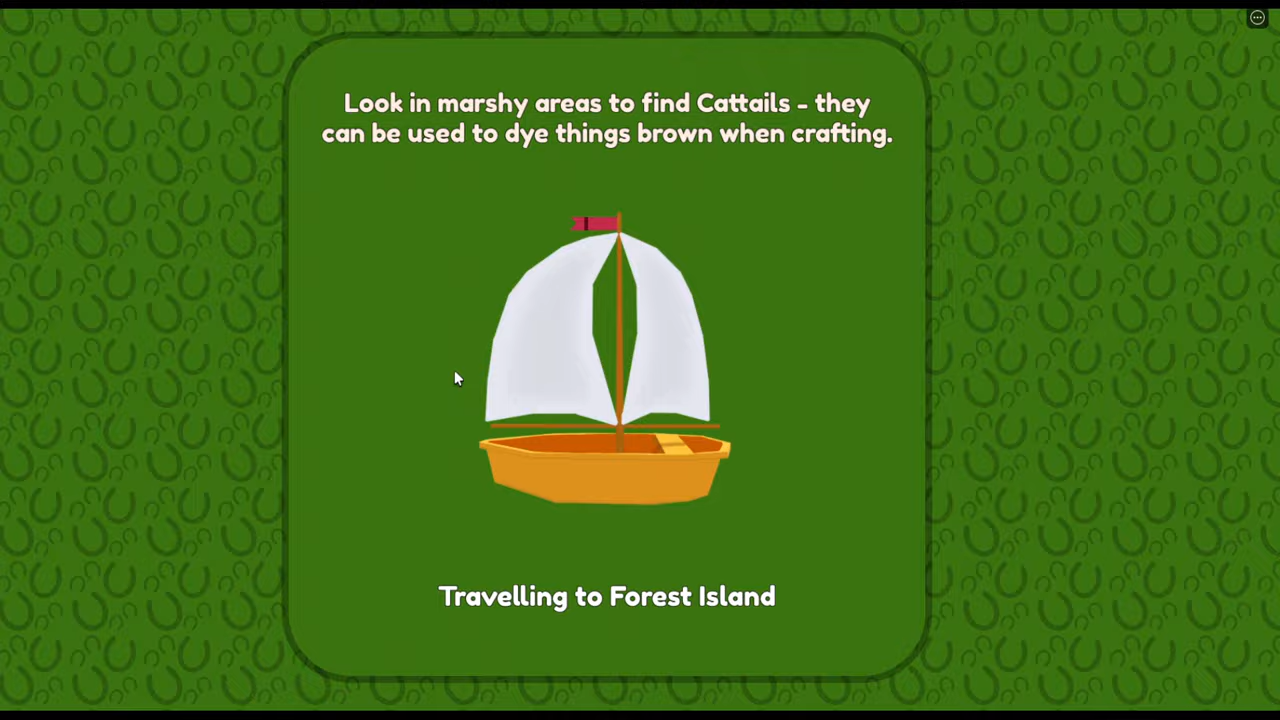 Look in marshy areas to find Cattails - they
can be used to dye things brown when crafting.
Travelling to Forest Island